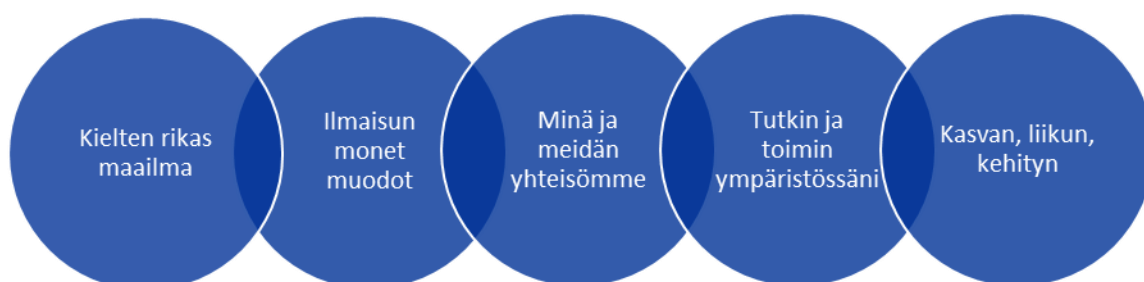 Kielten rikas
maailma
Ilmaisun
monet
muodot
Minä ja
meidän
yhteisömme
Tutkin ja
toimin
ympäristössäni
Kasvan, liikun,
kehityn